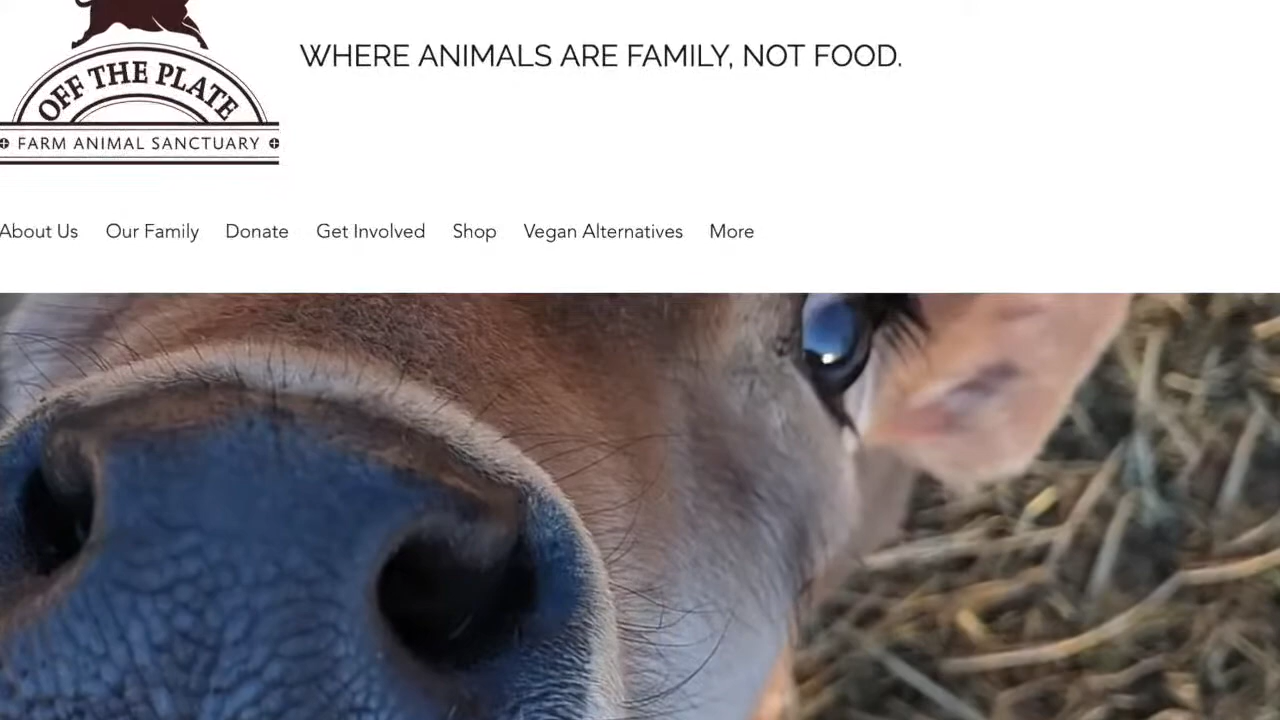 WHERE ANIMALS ARE FAMILY, NOT FOOD.
OFF THE PLATE
FARM ANIMAL SANCTUARY
About Us Our Family Donate Get Involved Shop Vegan Alternatives More